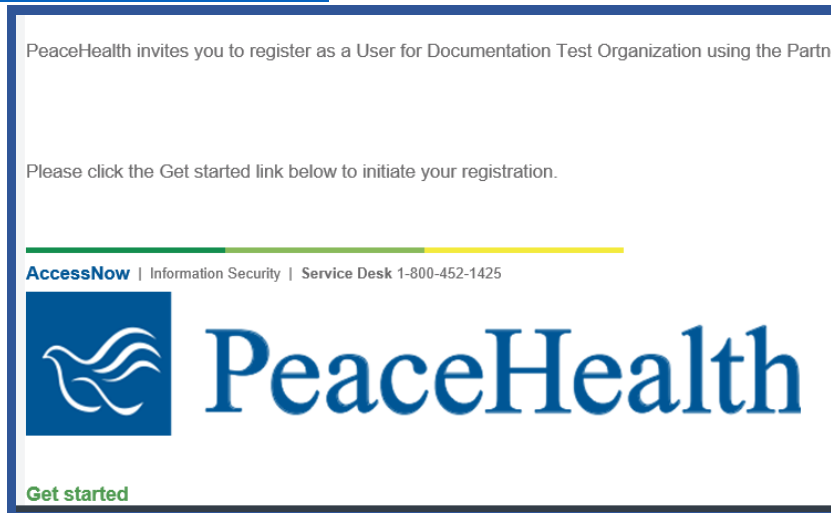 PeaceHealth invites you to register as a User for Documentation Test Organization using the Partn
Please click the Get started link below to initiate your registration.
AccessNow | Information Security | Service Desk 1-800-452-1425
PeaceHealth
Get started